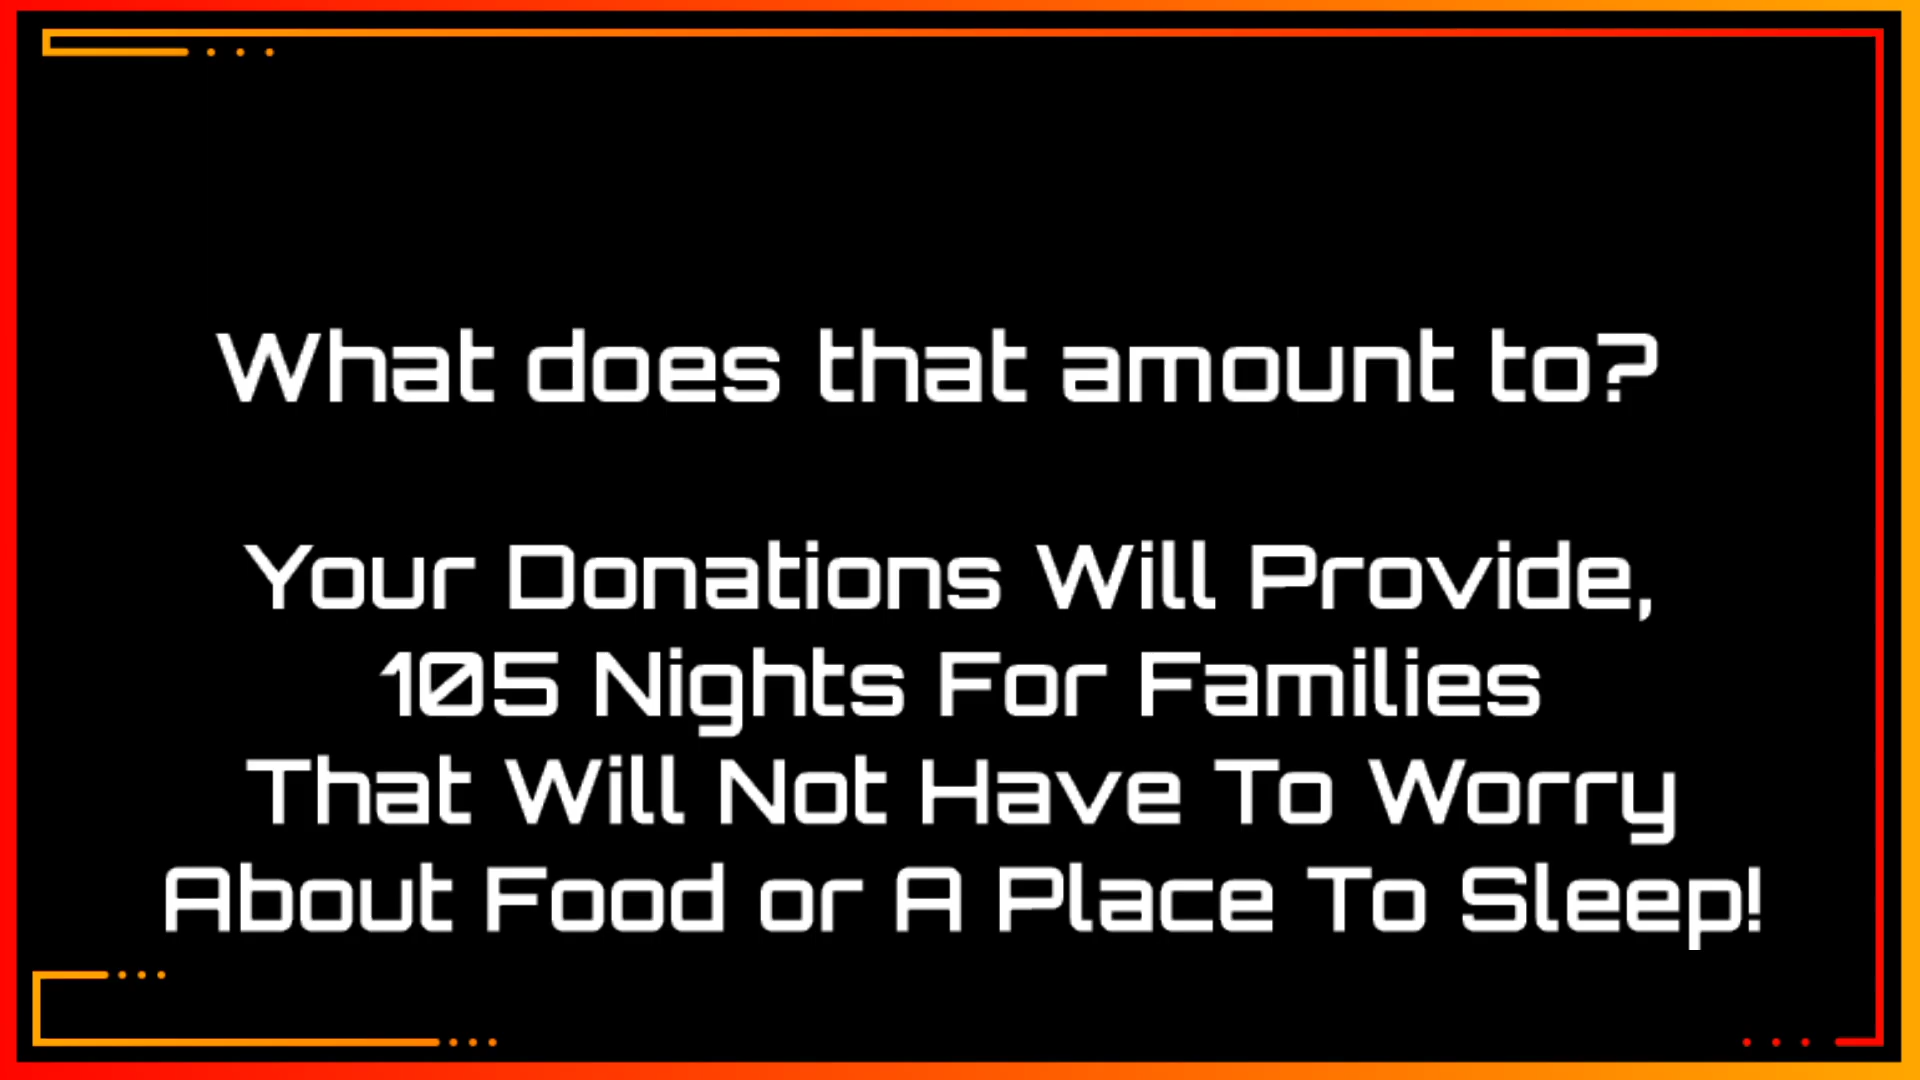 What does that amount to?
Your Donations Will Provide,
105 Nights For Families
That Will Not Have To Worry
About Food or A Place To Sleep!